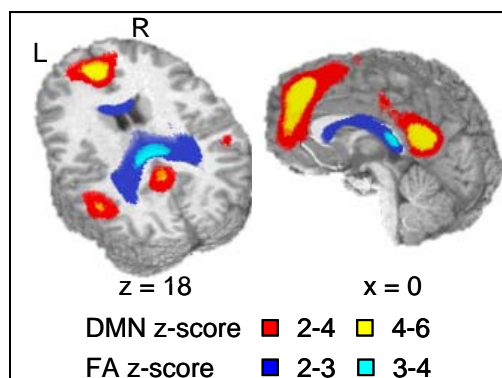 R
L
z = 18 x = 0
DMN z-score 2-4 4-6
FA z-score 2-3 3-4